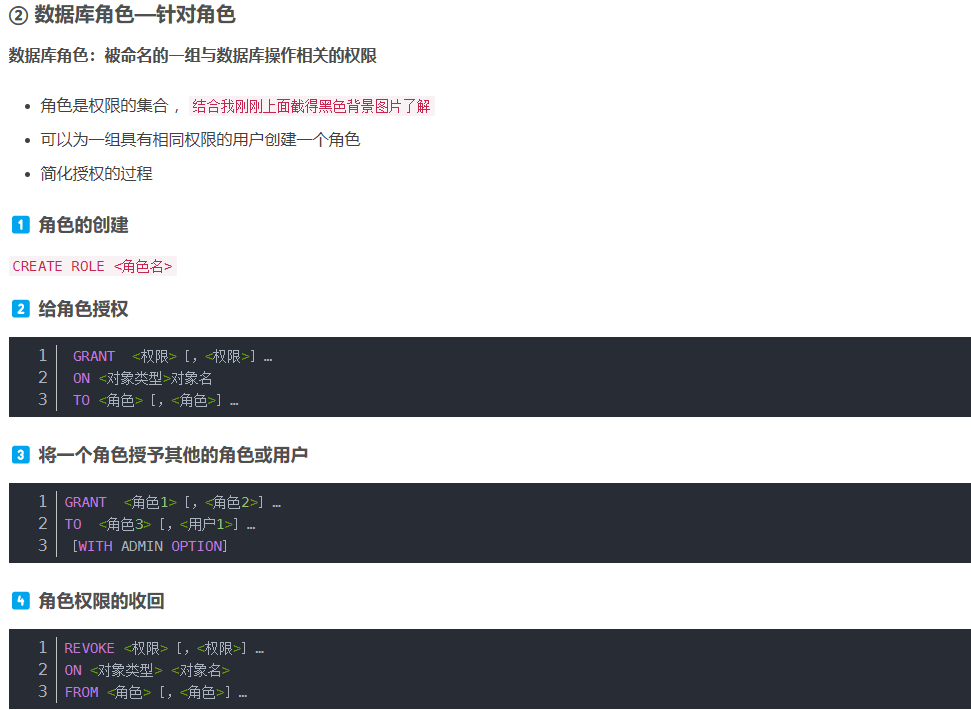 ② 数据库角色—针对角色
数据库角色：被命名的一组与数据库操作相关的权限
• 角色是权限的集合 ， 结合我刚刚上面截得黑色背景图片了解
• 可以为一组具有相同权限的用户创建一个角色
• 简化授权的过程
1 角色的创建
CREATE ROLE <角色名>
2 给角色授权
1 GRANT <权限> [，<权限>] …
2 ON <对象类型>对象名
3 TO <角色> [，<角色>] …
3 将一个角色授予其他的角色或用户
1 GRANT <角色1> [，<角色2>] …
2 TO <角色3> [，<用户1>] …
3 [WITH ADMIN OPTION]
4 角色权限的收回
1 REVOKE <权限> [，<权限>] …
2 ON <对象类型> <对象名>
3 FROM <角色> [，<角色>] …